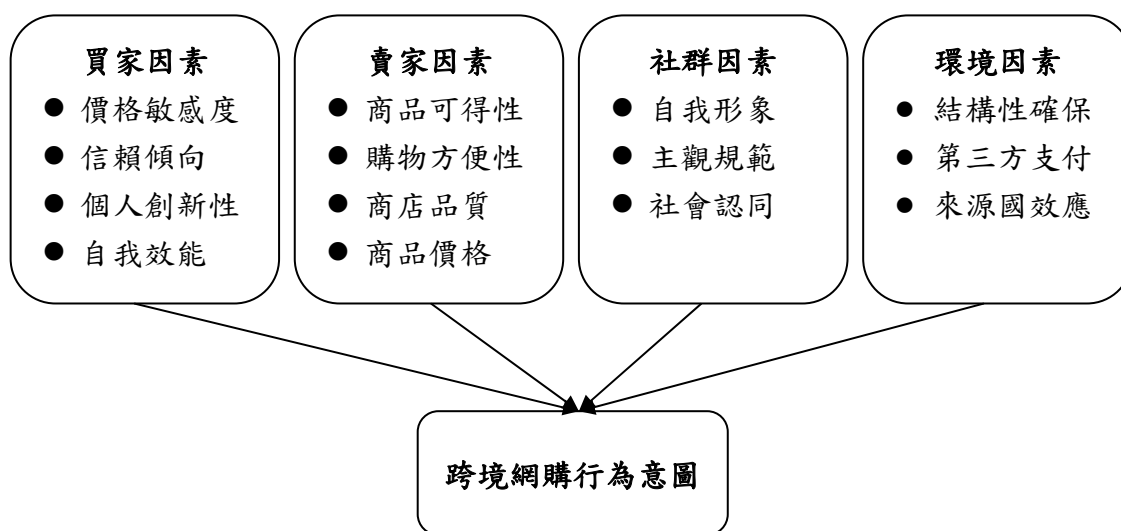 買家因素
● 價格敏感度
● 信賴傾向
● 個人創新性
● 自我效能
賣家因素
● 商品可得性
● 購物方便性
● 商店品質
● 商品價格
社群因素
● 自我形象
● 主觀規範
● 社會認同
環境因素
● 結構性確保
● 第三方支付
● 來源國效應
跨境網購行為意圖